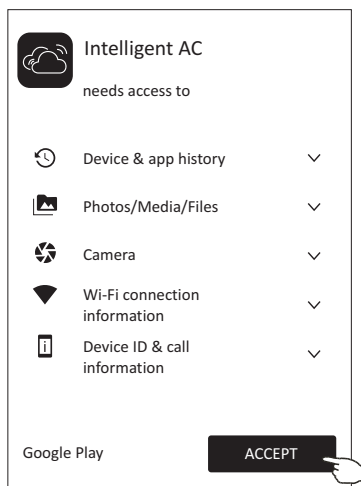 Intelligent AC
needs access to
Device & app history
Photos/Media/Files
Camera
Wi-Fi connection
information
Device ID & call
information
Google Play
ACCEPT